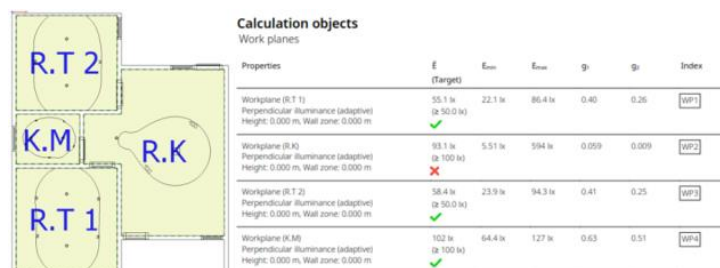 R.T 2
K.M
R.K
R.T 1
Calculation objects
Work planes
Properties Ē Emin Emax g1 g2 Index
(Target)
Workplane (R.T 1) 55.1 lx 22.1 lx 86.4 lx 0.40 0.26 WP1
Perpendicular illuminance (adaptive) (≥ 50.0 lx)
Height: 0.000 m, Wall zone: 0.000 m ✓
Workplane (R.K) 93.1 lx 5.51 lx 594 lx 0.059 0.009 WP2
Perpendicular illuminance (adaptive) (≥ 100 lx)
Height: 0.000 m, Wall zone: 0.000 m ✗
Workplane (R.T 2) 58.4 lx 23.9 lx 94.3 lx 0.41 0.25 WP3
Perpendicular illuminance (adaptive) (≥ 50.0 lx)
Height: 0.000 m, Wall zone: 0.000 m ✓
Workplane (K.M) 102 lx 64.4 lx 127 lx 0.63 0.51 WP4
Perpendicular illuminance (adaptive) (≥ 100 lx)
Height: 0.000 m, Wall zone: 0.000 m ✓